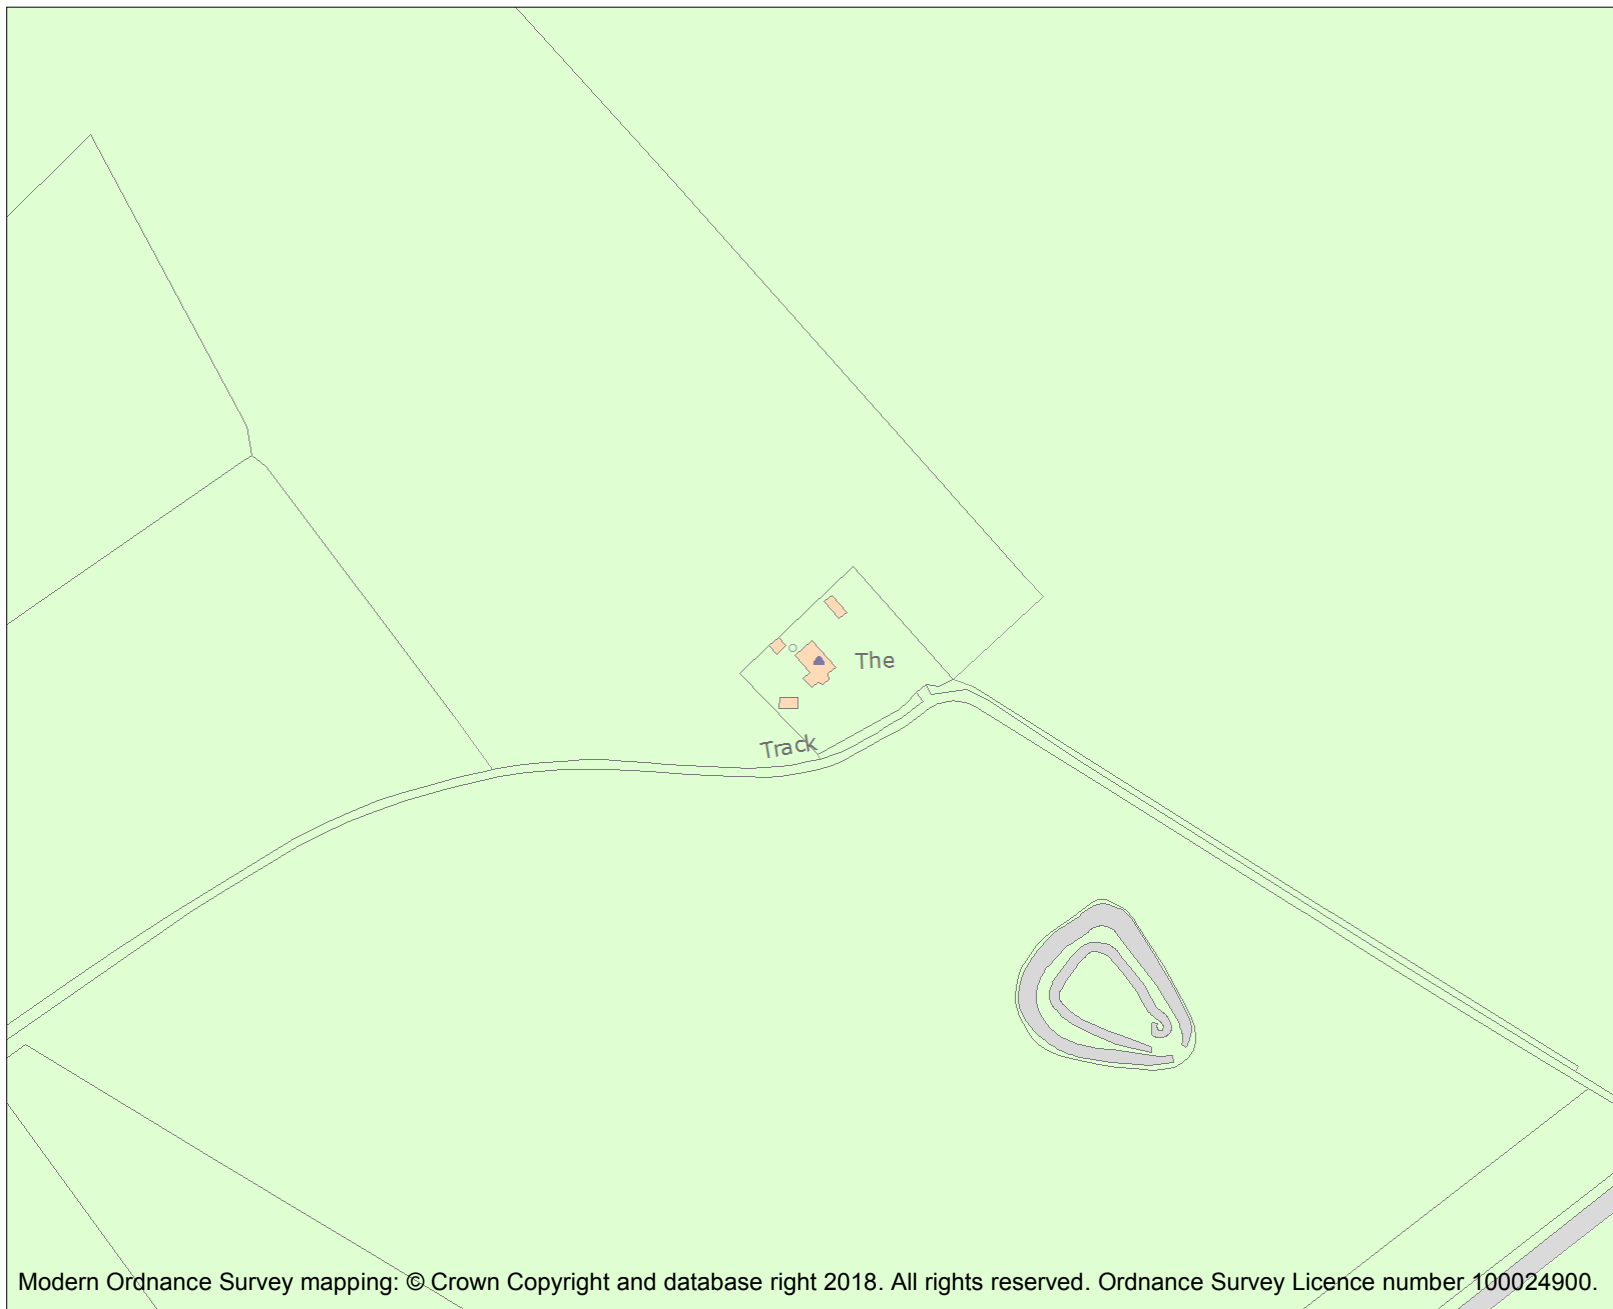 The
Track
Modern Ordnance Survey mapping: © Crown Copyright and database right 2018. All rights reserved. Ordnance Survey Licence number 100024900.